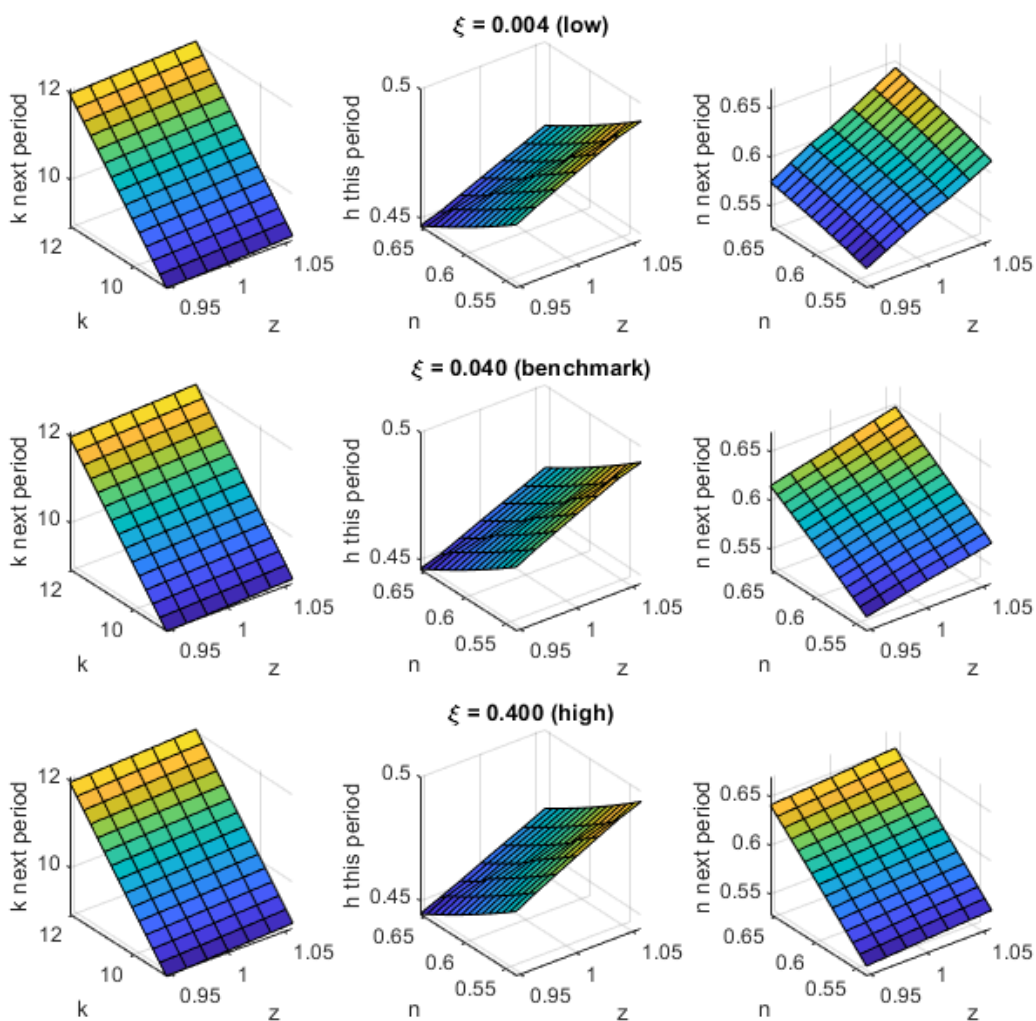 ξ = 0.004 (low)
k next period
12
10
12
10
k
0.95
1
1.05
z
h this period
0.5
0.45
0.65
0.6
0.55
n
0.95
1
1.05
z
n next period
0.65
0.6
0.55
0.65
0.6
0.55
n
0.95
1
1.05
z
ξ = 0.040 (benchmark)
k next period
12
10
12
10
k
0.95
1
1.05
z
h this period
0.5
0.45
0.65
0.6
0.55
n
0.95
1
1.05
z
n next period
0.65
0.6
0.55
0.65
0.6
0.55
n
0.95
1
1.05
z
ξ = 0.400 (high)
k next period
12
10
12
10
k
0.95
1
1.05
z
h this period
0.5
0.45
0.65
0.6
0.55
n
0.95
1
1.05
z
n next period
0.65
0.6
0.55
0.65
0.6
0.55
n
0.95
1
1.05
z